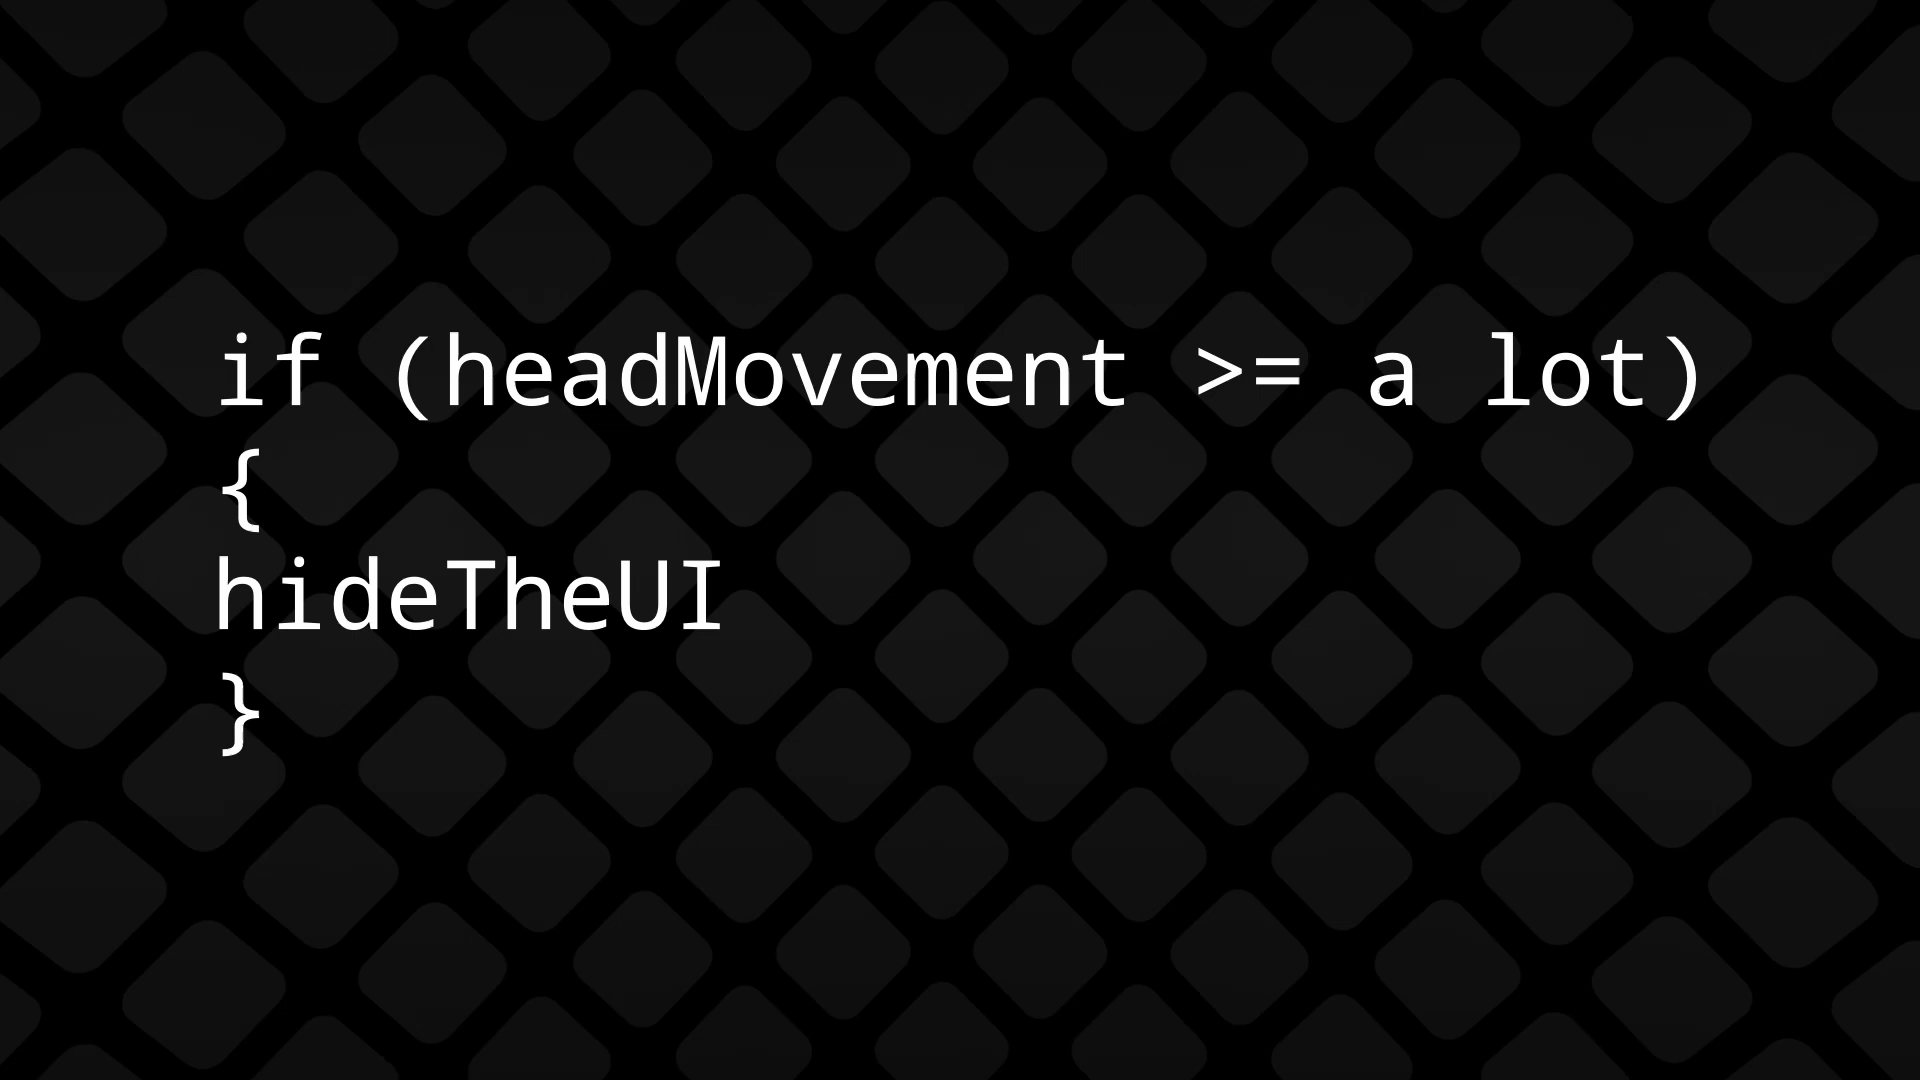 if (headMovement >= a lot)
{
hideTheUI
}